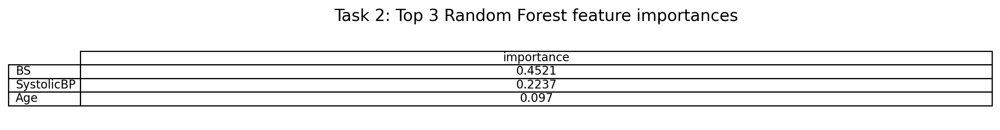 Task 2: Top 3 Random Forest feature importances
importance
BS 0.4521
SystolicBP 0.2237
Age 0.097